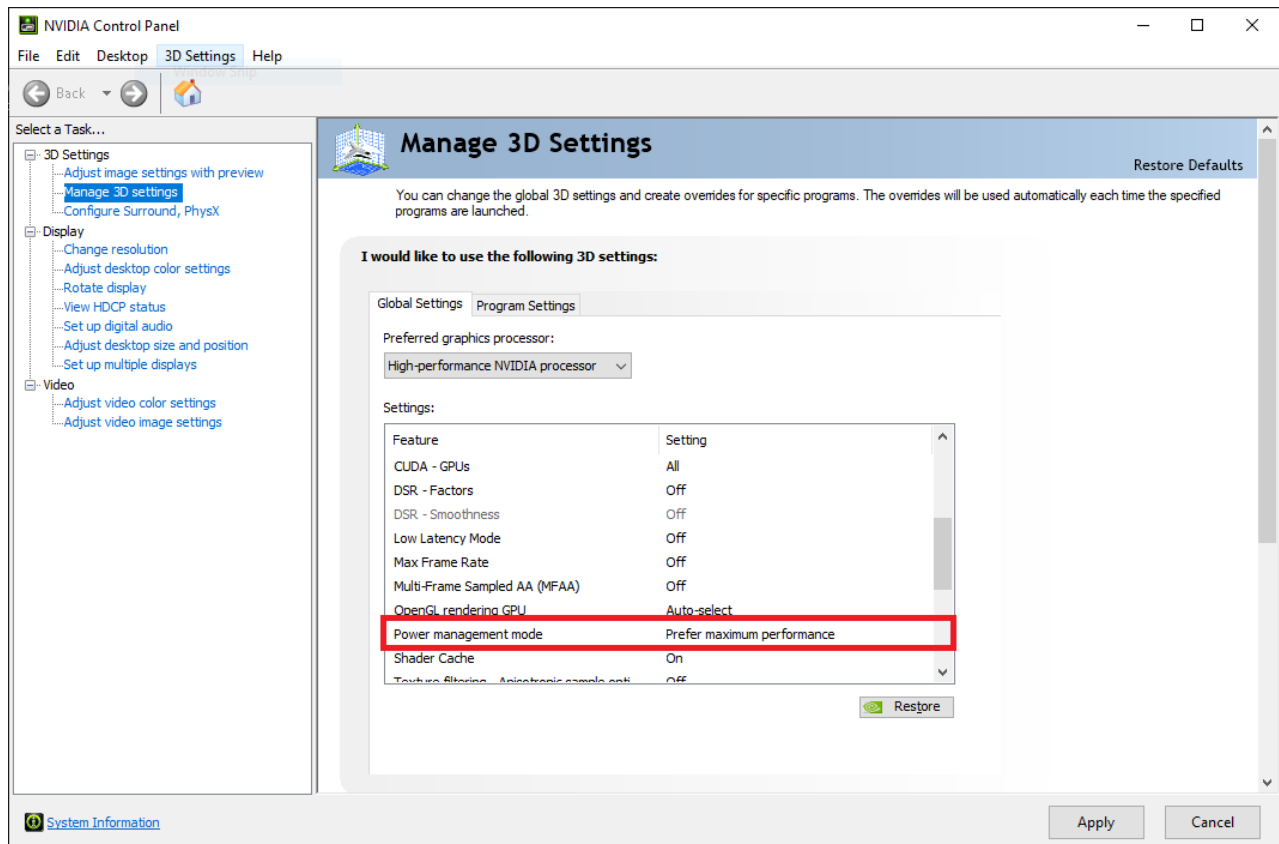 NVIDIA Control Panel
File Edit Desktop 3D Settings Help
Window Snip
Back
Select a Task...
3D Settings
Adjust image settings with preview
Manage 3D settings
Configure Surround, PhysX
Display
Change resolution
Adjust desktop color settings
Rotate display
View HDCP status
Set up digital audio
Adjust desktop size and position
Set up multiple displays
Video
Adjust video color settings
Adjust video image settings
Manage 3D Settings
Restore Defaults
You can change the global 3D settings and create overrides for specific programs. The overrides will be used automatically each time the specified
programs are launched.
I would like to use the following 3D settings:
Global Settings Program Settings
Preferred graphics processor:
High-performance NVIDIA processor
Settings:
Feature Setting
CUDA - GPUs All
DSR - Factors Off
DSR - Smoothness Off
Low Latency Mode Off
Max Frame Rate Off
Multi-Frame Sampled AA (MFAA) Off
OpenGL rendering GPU Auto-select
Power management mode Prefer maximum performance
Shader Cache On
Texture filtering - Anisotropic sample opti... Off
Restore
System Information
Apply Cancel